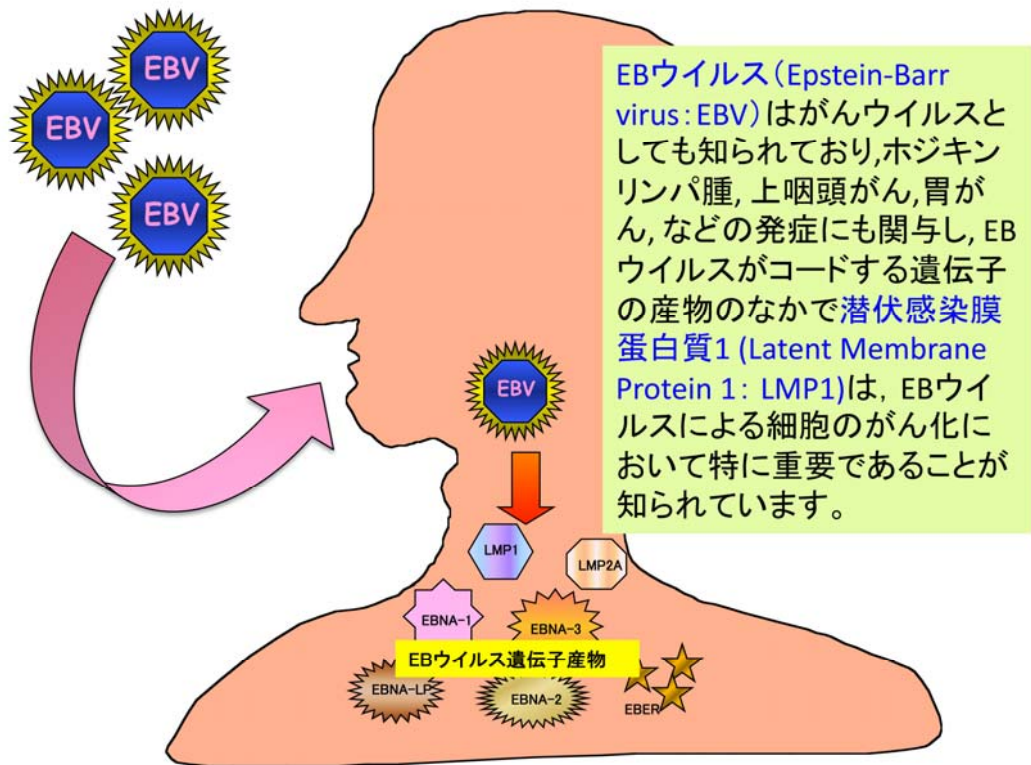 EBV
EBV
EBV
EBウイルス（Epstein-Barr
virus：EBV）はがんウイルスと
しても知られており,ホジキン
リンパ腫, 上咽頭がん,胃が
ん, などの発症にも関与し, EB
ウイルスがコードする遺伝子
の産物のなかで潜伏感染膜
蛋白質1 (Latent Membrane
Protein 1： LMP1)は, EBウイ
ルスによる細胞のがん化に
おいて特に重要であることが
知られています。
EBV
LMP1
LMP2A
EBNA-1
EBNA-3
EBウイルス遺伝子産物
EBNA-LP
EBNA-2
EBER